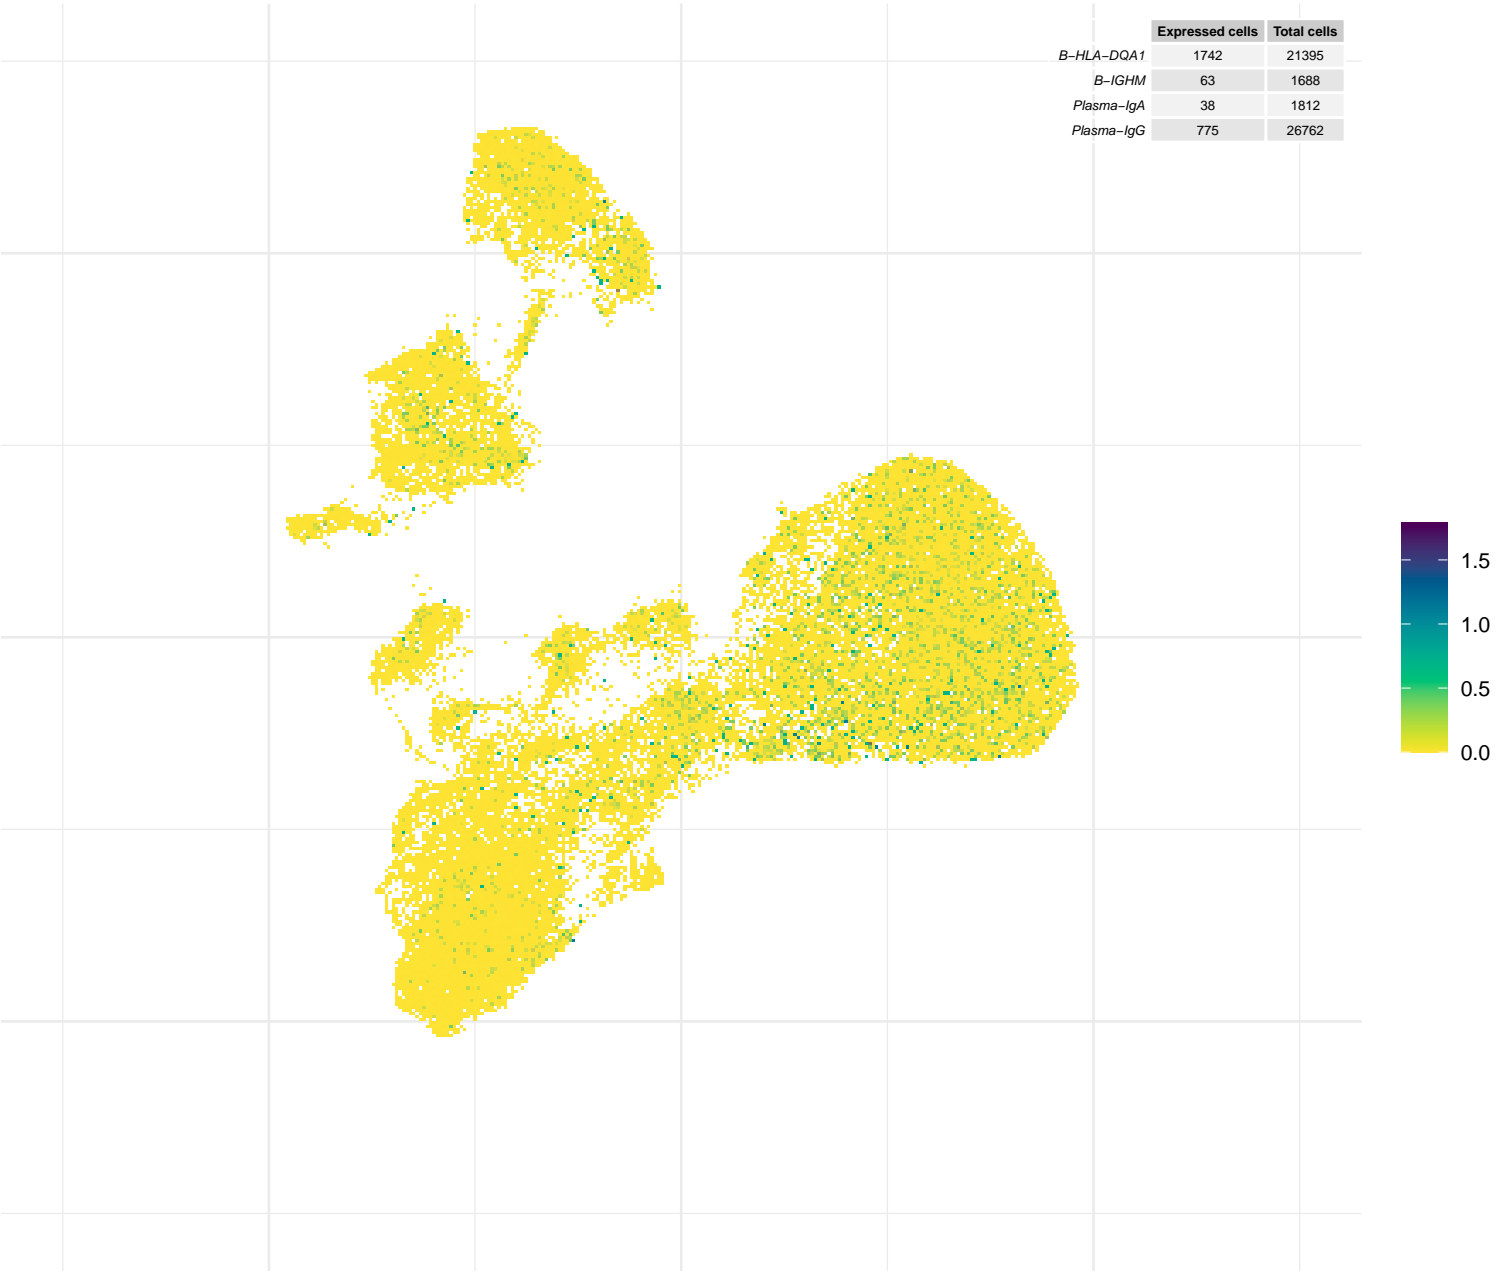 Expressed cells Total cells
B−HLA−DQA1 1742 21395
B−IGHM 63 1688
Plasma−IgA 38 1812
Plasma−IgG 775 26762
1.5
1.0
0.5
0.0